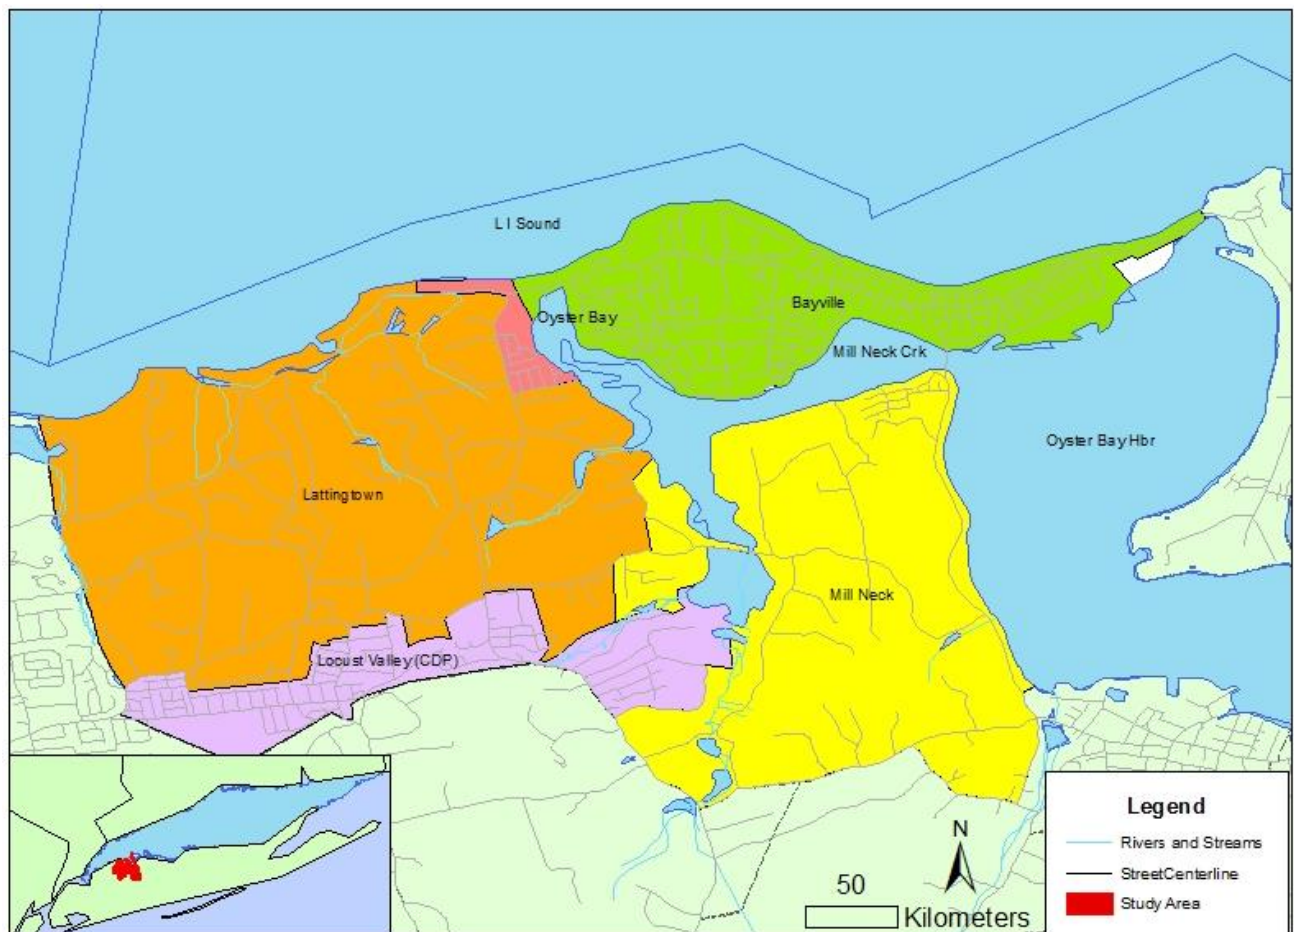 L I Sound
Bayville
Oyster Bay
Mill Neck Crk
Oyster Bay Hbr
Lattingtown
Mill Neck
Locust Valley (CDP)
Legend
Rivers and Streams
StreetCenterline
Study Area
N
50
Kilometers